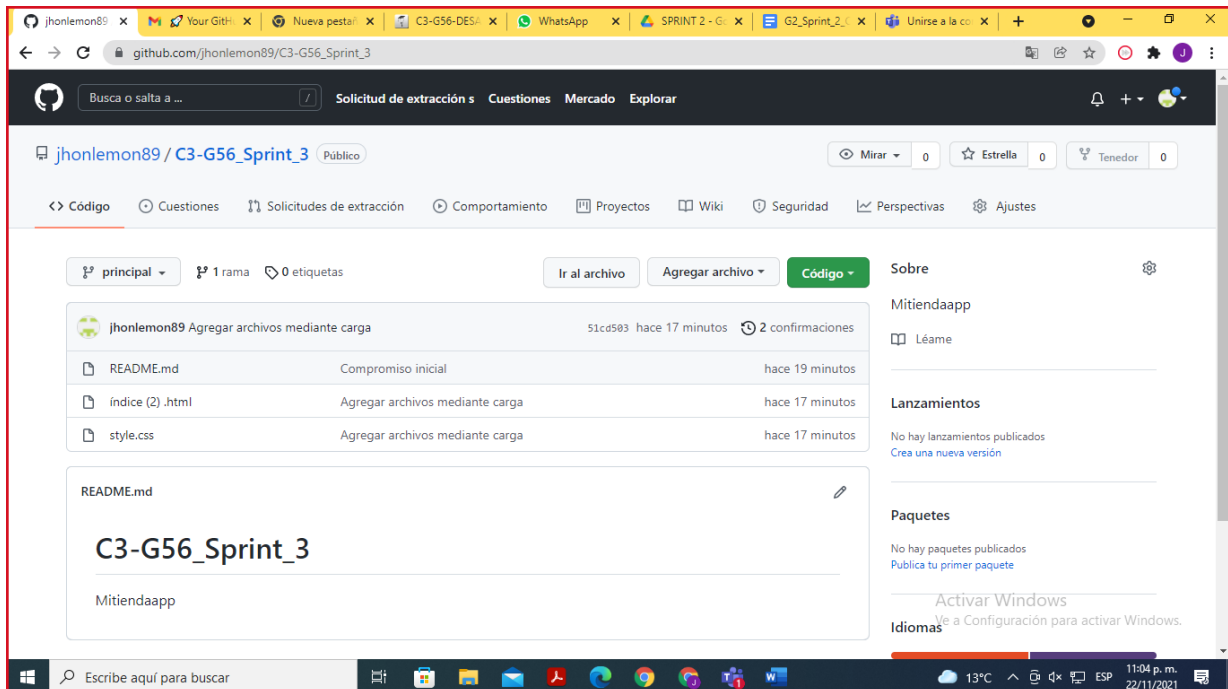 jhonlemon89
Your GitH
Nueva pestañ
C3-G56-DESA
WhatsApp
SPRINT 2 - Go
G2_Sprint_2_C
Unirse a la co
github.com/jhonlemon89/C3-G56_Sprint_3
J
Busca o salta a ...
/
Solicitud de extracción s Cuestiones Mercado Explorar
jhonlemon89 / C3-G56_Sprint_3 Público
Mirar 0 Estrella 0 Tenedor 0
<> Código Cuestiones Solicitudes de extracción Comportamiento Proyectos Wiki Seguridad Perspectivas Ajustes
principal 1 rama 0 etiquetas Ir al archivo Agregar archivo Código
jhonlemon89 Agregar archivos mediante carga 51cd503 hace 17 minutos 2 confirmaciones
README.md Compromiso inicial hace 19 minutos
índice (2) .html Agregar archivos mediante carga hace 17 minutos
style.css Agregar archivos mediante carga hace 17 minutos
README.md
C3-G56_Sprint_3
Mitiendaapp
Sobre
Mitiendaapp
Léame
Lanzamientos
No hay lanzamientos publicados
Crea una nueva versión
Paquetes
No hay paquetes publicados
Publica tu primer paquete
Idiomas
Activar Windows
Ve a Configuración para activar Windows.
Escribe aquí para buscar
13°C
ESP
11:04 p. m.
22/11/2021